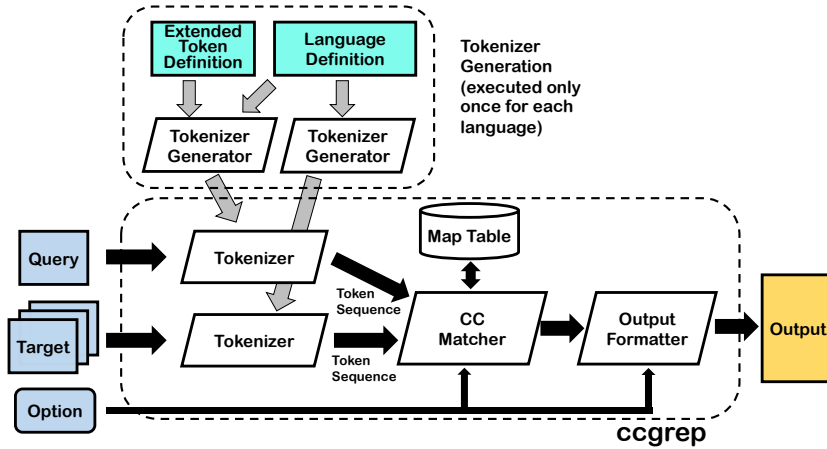 Extended
Token
Definition
Language
Definition
Tokenizer
Generation
(executed only
once for each
language)
Tokenizer
Generator
Tokenizer
Generator
Query
Tokenizer
Map Table
Token
Sequence
Target
Tokenizer
Token
Sequence
CC
Matcher
Output
Formatter
Output
Option
ccgrep